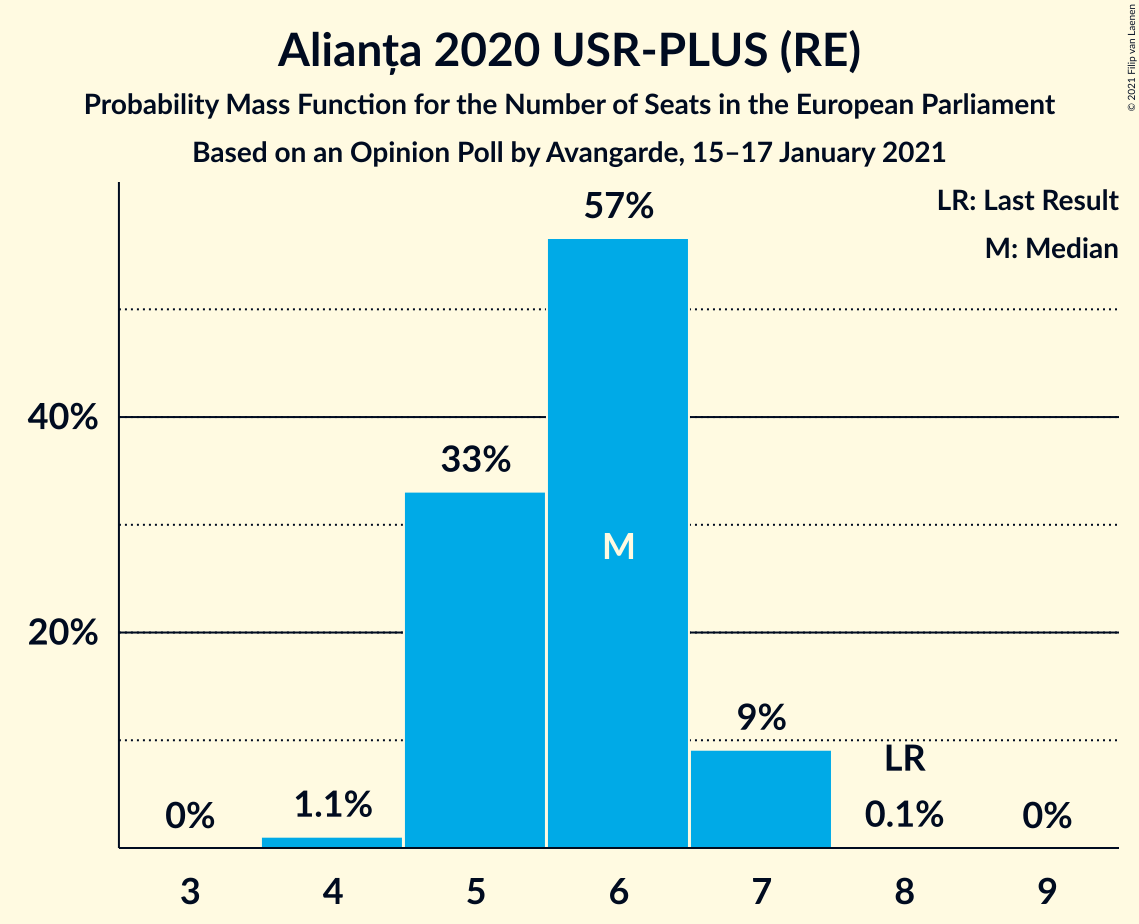 Alianța 2020 USR-PLUS (RE)
Probability Mass Function for the Number of Seats in the European Parliament
Based on an Opinion Poll by Avangarde, 15–17 January 2021
© 2021 Filip van Laenen
LR: Last Result
M: Median
57%
40%
33%
M
20%
9%
LR
0%
1.1%
0.1%
0%
3 4 5 6 7 8 9